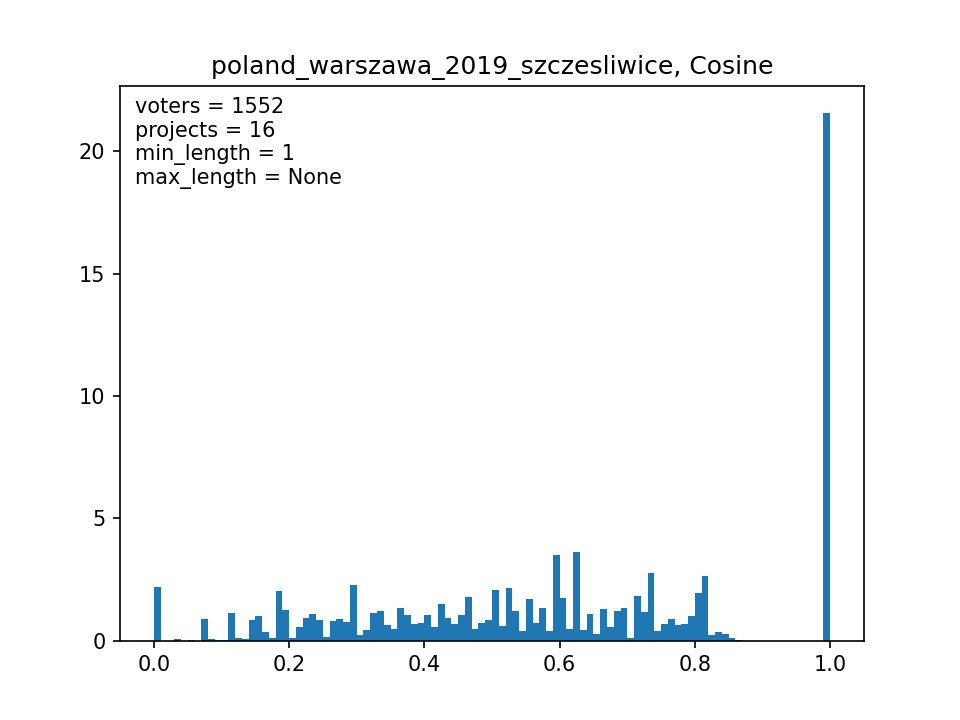 poland_warszawa_2019_szczesliwice, Cosine
voters = 1552
projects = 16
min_length = 1
max_length = None
20
15
10
5
0
0.0 0.2 0.4 0.6 0.8 1.0